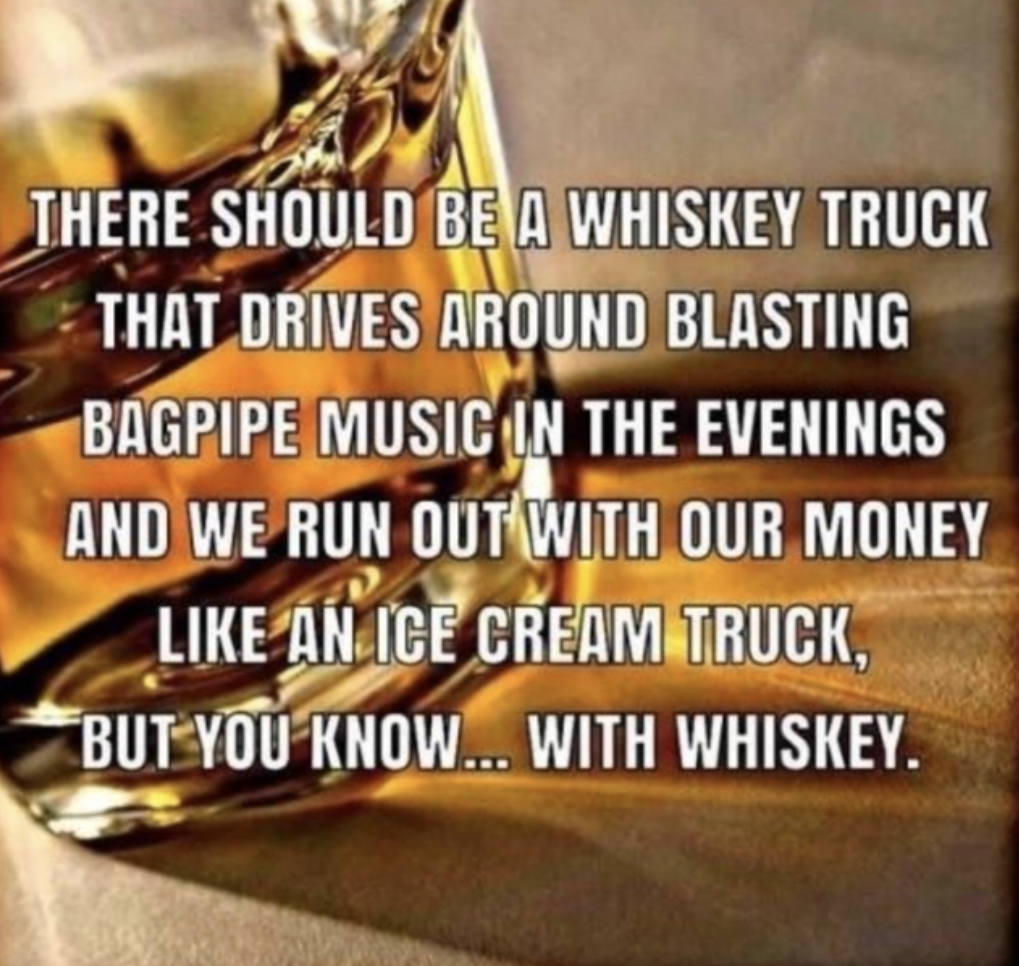 THERE SHOULD BE A WHISKEY TRUCK
THAT DRIVES AROUND BLASTING
BAGPIPE MUSIC IN THE EVENINGS
AND WE RUN OUT WITH OUR MONEY
LIKE AN ICE CREAM TRUCK,
BUT YOU KNOW... WITH WHISKEY.